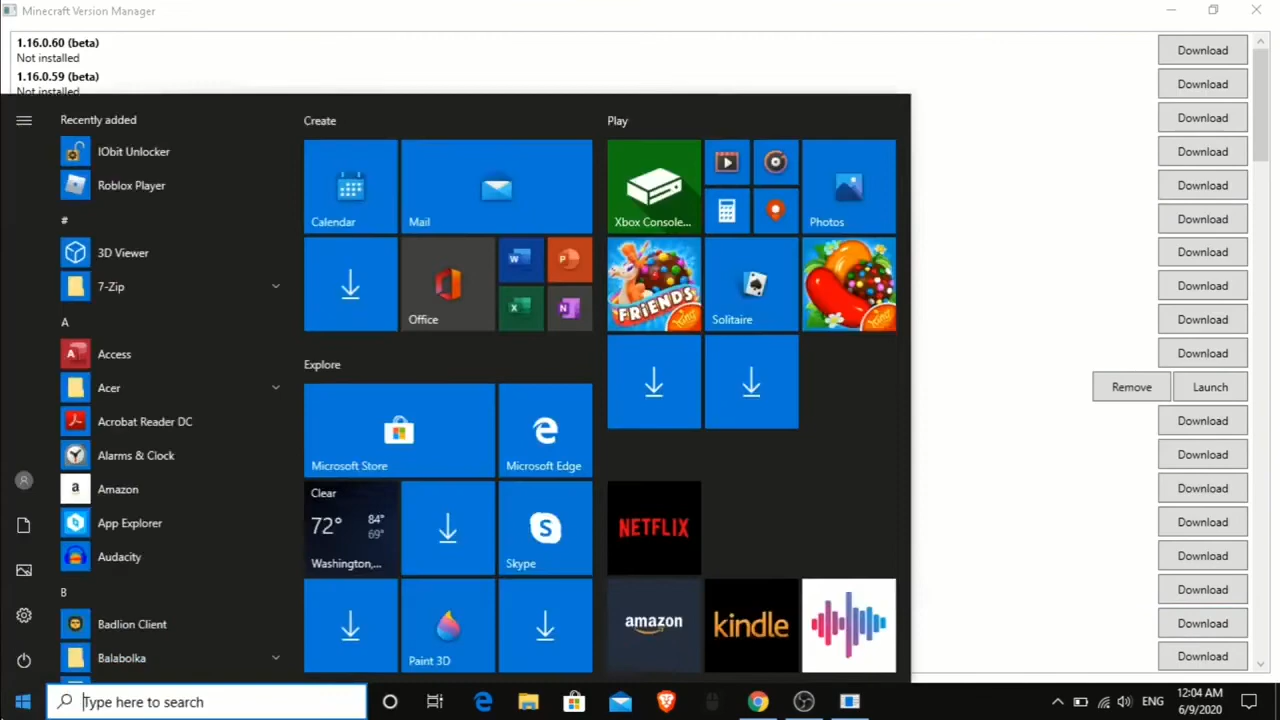 Minecraft Version Manager
1.16.0.60 (beta)
Not installed
Download
1.16.0.59 (beta)
Not installed
Download
Download
Download
Download
Download
Download
Download
Download
Download
Remove
Launch
Download
Download
Download
Download
Download
Download
Download
Download
Recently added
IObit Unlocker
Roblox Player
#
3D Viewer
7-Zip
A
Access
Acer
Acrobat Reader DC
Alarms & Clock
Amazon
App Explorer
Audacity
B
Badlion Client
Balabolka
Create
Calendar
Mail
Office
Explore
Microsoft Store
Microsoft Edge
Clear
72°
84°
69°
Washington,...
Skype
Paint 3D
Play
Xbox Console...
Photos
FRIENDS
King
Solitaire
King
NETFLIX
amazon
kindle
Type here to search
ENG
12:04 AM
6/9/2020